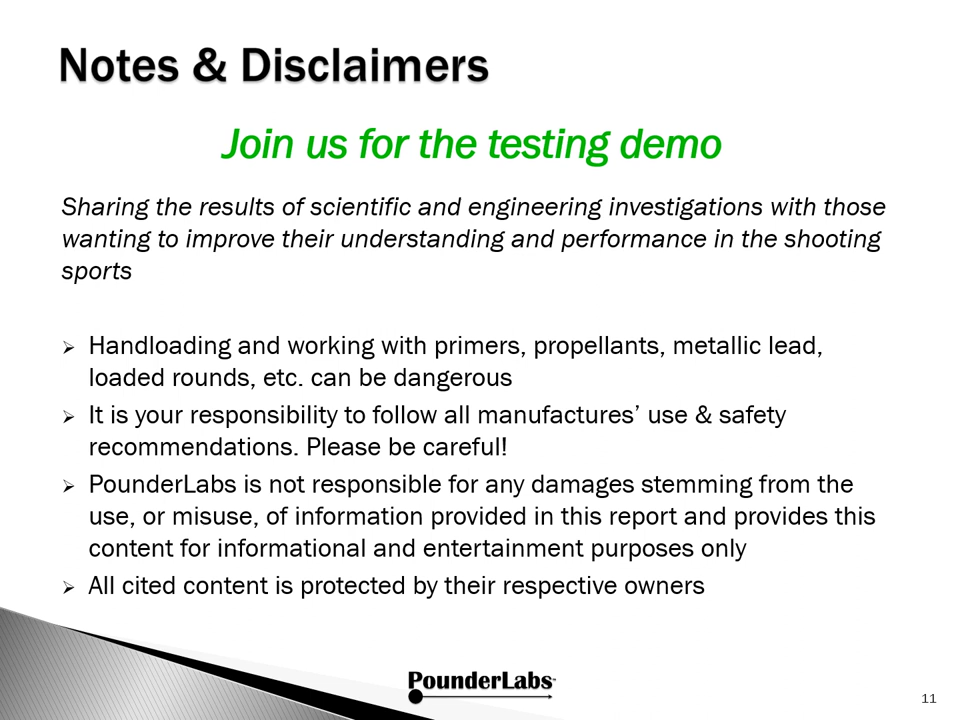 Notes & Disclaimers
Join us for the testing demo
Sharing the results of scientific and engineering investigations with those
wanting to improve their understanding and performance in the shooting
sports
➢ Handloading and working with primers, propellants, metallic lead,
loaded rounds, etc. can be dangerous
➢ It is your responsibility to follow all manufactures’ use & safety
recommendations. Please be careful!
➢ PounderLabs is not responsible for any damages stemming from the
use, or misuse, of information provided in this report and provides this
content for informational and entertainment purposes only
➢ All cited content is protected by their respective owners
PounderLabs™
11